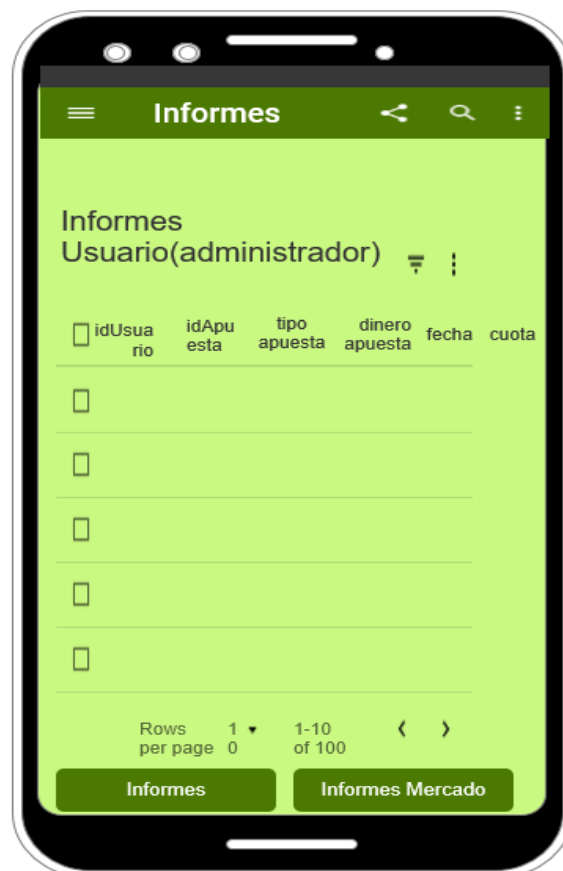 Informes
Informes
Usuario(administrador)
idUsua idApu tipo dinero fecha cuota
rio esta apuesta apuesta
Rows 1 1-10
per page 0 of 100
Informes Informes Mercado